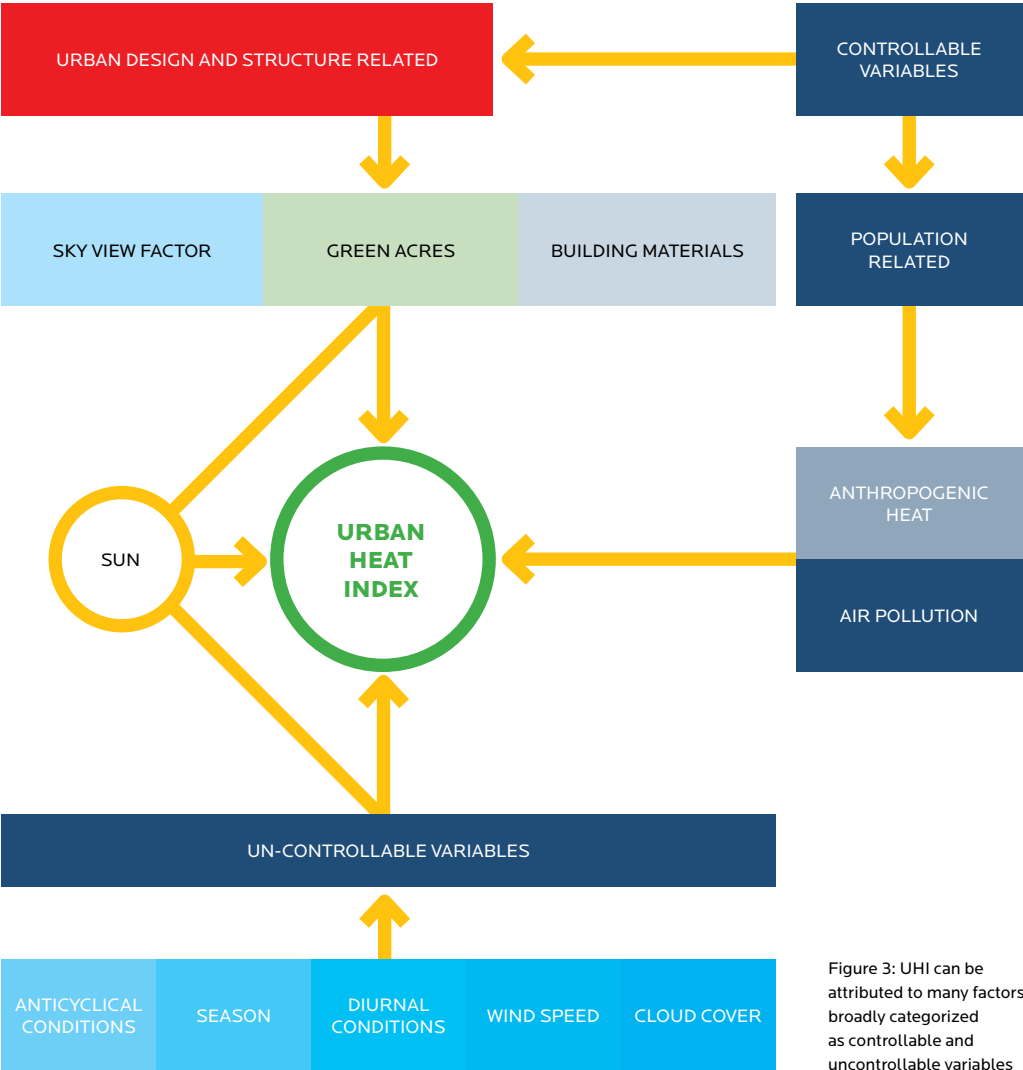 URBAN DESIGN AND STRUCTURE RELATED
CONTROLLABLE
VARIABLES
SKY VIEW FACTOR
GREEN ACRES
BUILDING MATERIALS
POPULATION
RELATED
SUN
URBAN
HEAT
INDEX
ANTHROPOGENIC
HEAT
AIR POLLUTION
UN-CONTROLLABLE VARIABLES
ANTICYCLICAL
CONDITIONS
SEASON
DIURNAL
CONDITIONS
WIND SPEED
CLOUD COVER
Figure 3: UHI can be
attributed to many factors
broadly categorized
as controllable and
uncontrollable variables